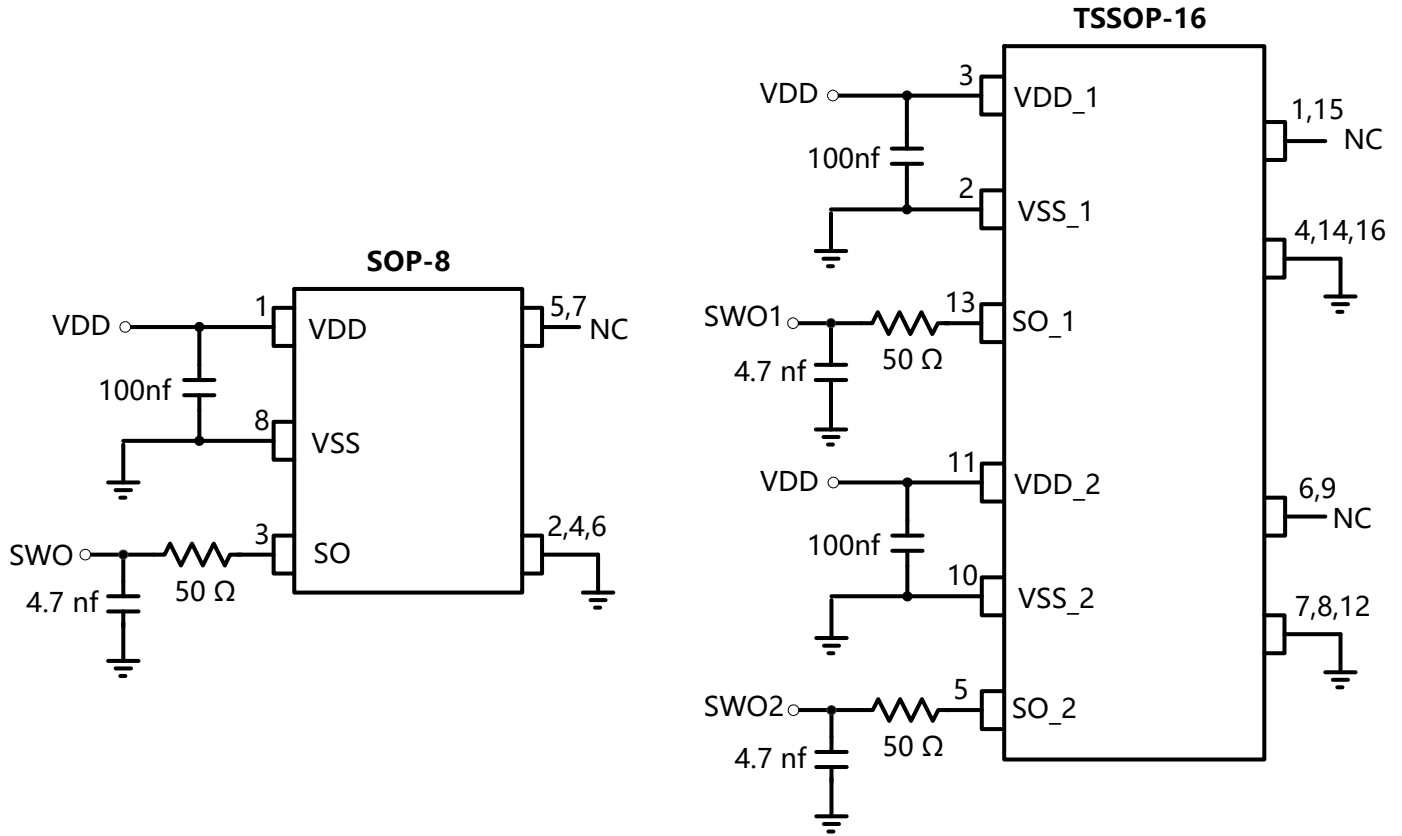 SOP-8
1
VDD
VDD
5,7
NC
100nf
8
VSS
3
SWO
SO
2,4,6
50 Ω
4.7 nf
TSSOP-16
3
VDD
VDD_1
1,15
NC
100nf
2
VSS_1
4,14,16
13
SWO1
SO_1
50 Ω
4.7 nf
11
VDD
VDD_2
6,9
NC
100nf
10
VSS_2
7,8,12
5
SWO2
SO_2
50 Ω
4.7 nf